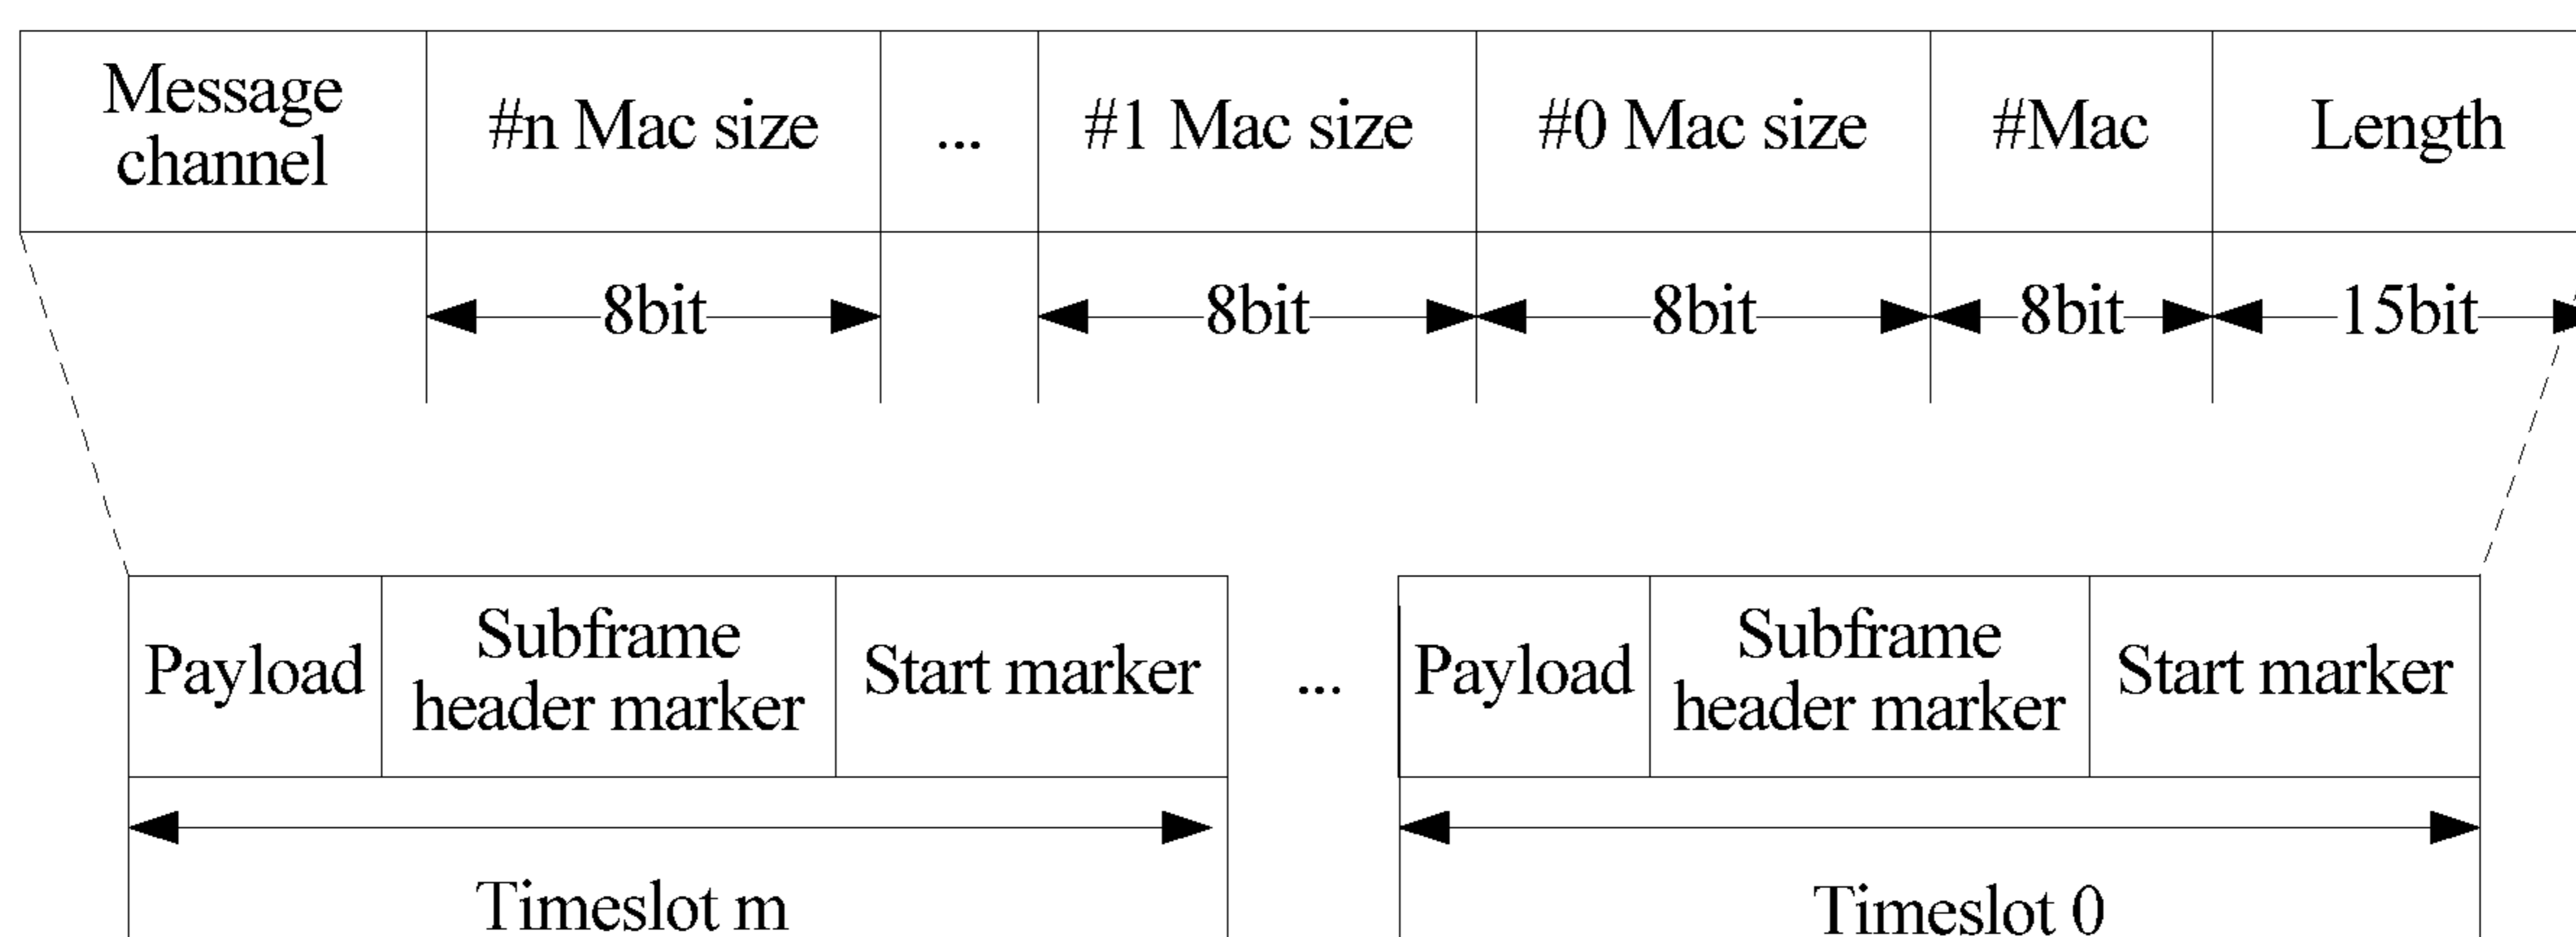 Message
channel
#n Mac size
...
#1 Mac size
#0 Mac size
#Mac
Length
8bit
8bit
8bit
8bit
15bit
Payload
Subframe
header marker
Start marker
...
Payload
Subframe
header marker
Start marker
Timeslot m
Timeslot 0